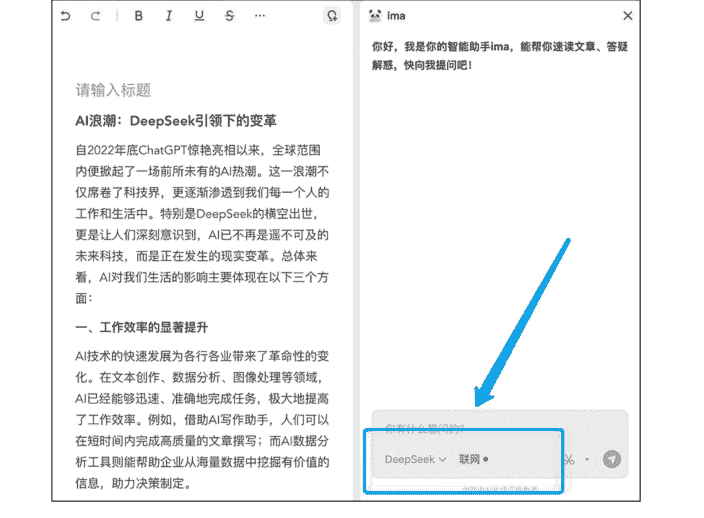 B I U S ...
ima
你好，我是你的智能助手ima，能帮你速读文章、答疑
解惑，快向我提问吧！
请输入标题
AI浪潮：DeepSeek引领下的变革
自2022年底ChatGPT惊艳亮相以来，全球范围
内便掀起了一场前所未有的AI热潮。这一浪潮不
仅席卷了科技界，更逐渐渗透到我们每一个人的
工作和生活中。特别是DeepSeek的横空出世，
更是让人们深刻意识到，AI已不再是遥不可及的
未来科技，而是正在发生的现实变革。总体来
看，AI对我们生活的影响主要体现在以下三个方
面：
一、工作效率的显著提升
AI技术的快速发展为各行各业带来了革命性的变
化。在文本创作、数据分析、图像处理等领域，
AI已经能够迅速、准确地完成任务，极大地提高
了工作效率。例如，借助AI写作助手，人们可以
在短时间内完成高质量的文章撰写；而AI数据分
析工具则能帮助企业从海量数据中挖掘有价值的
信息，助力决策制定。
你有什么想问的?
DeepSeek 联网